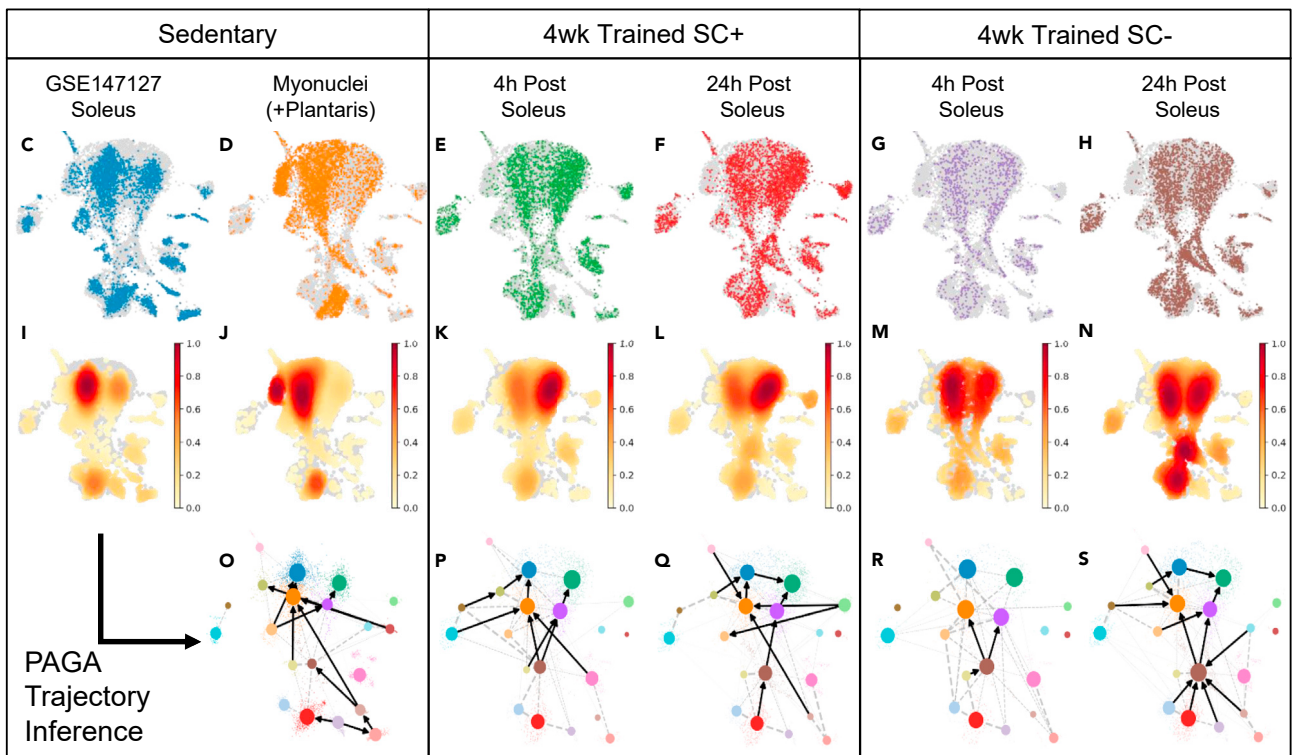 Sedentary
4wk Trained SC+
4wk Trained SC-
GSE147127
Soleus
Myonuclei
(+Plantaris)
4h Post
Soleus
24h Post
Soleus
4h Post
Soleus
24h Post
Soleus
C
D
E
F
G
H
I
J
K
L
M
N
1.0
0.8
0.6
0.4
0.2
0.0
1.0
0.8
0.6
0.4
0.2
0.0
1.0
0.8
0.6
0.4
0.2
0.0
1.0
0.8
0.6
0.4
0.2
0.0
1.0
0.8
0.6
0.4
0.2
0.0
1.0
0.8
0.6
0.4
0.2
0.0
O
P
Q
R
S
PAGA
Trajectory
Inference